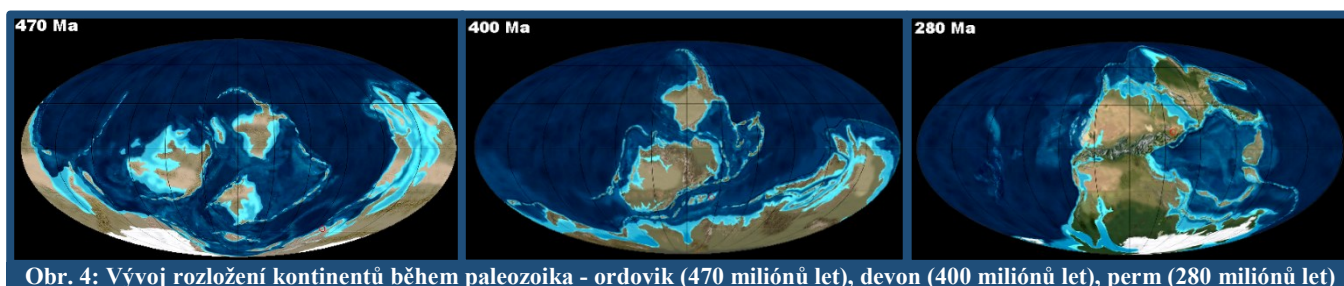 470 Ma
400 Ma
280 Ma
Obr. 4: Vývoj rozložení kontinentů během paleozoika - ordovik (470 miliónů let), devon (400 miliónů let), perm (280 miliónů let)